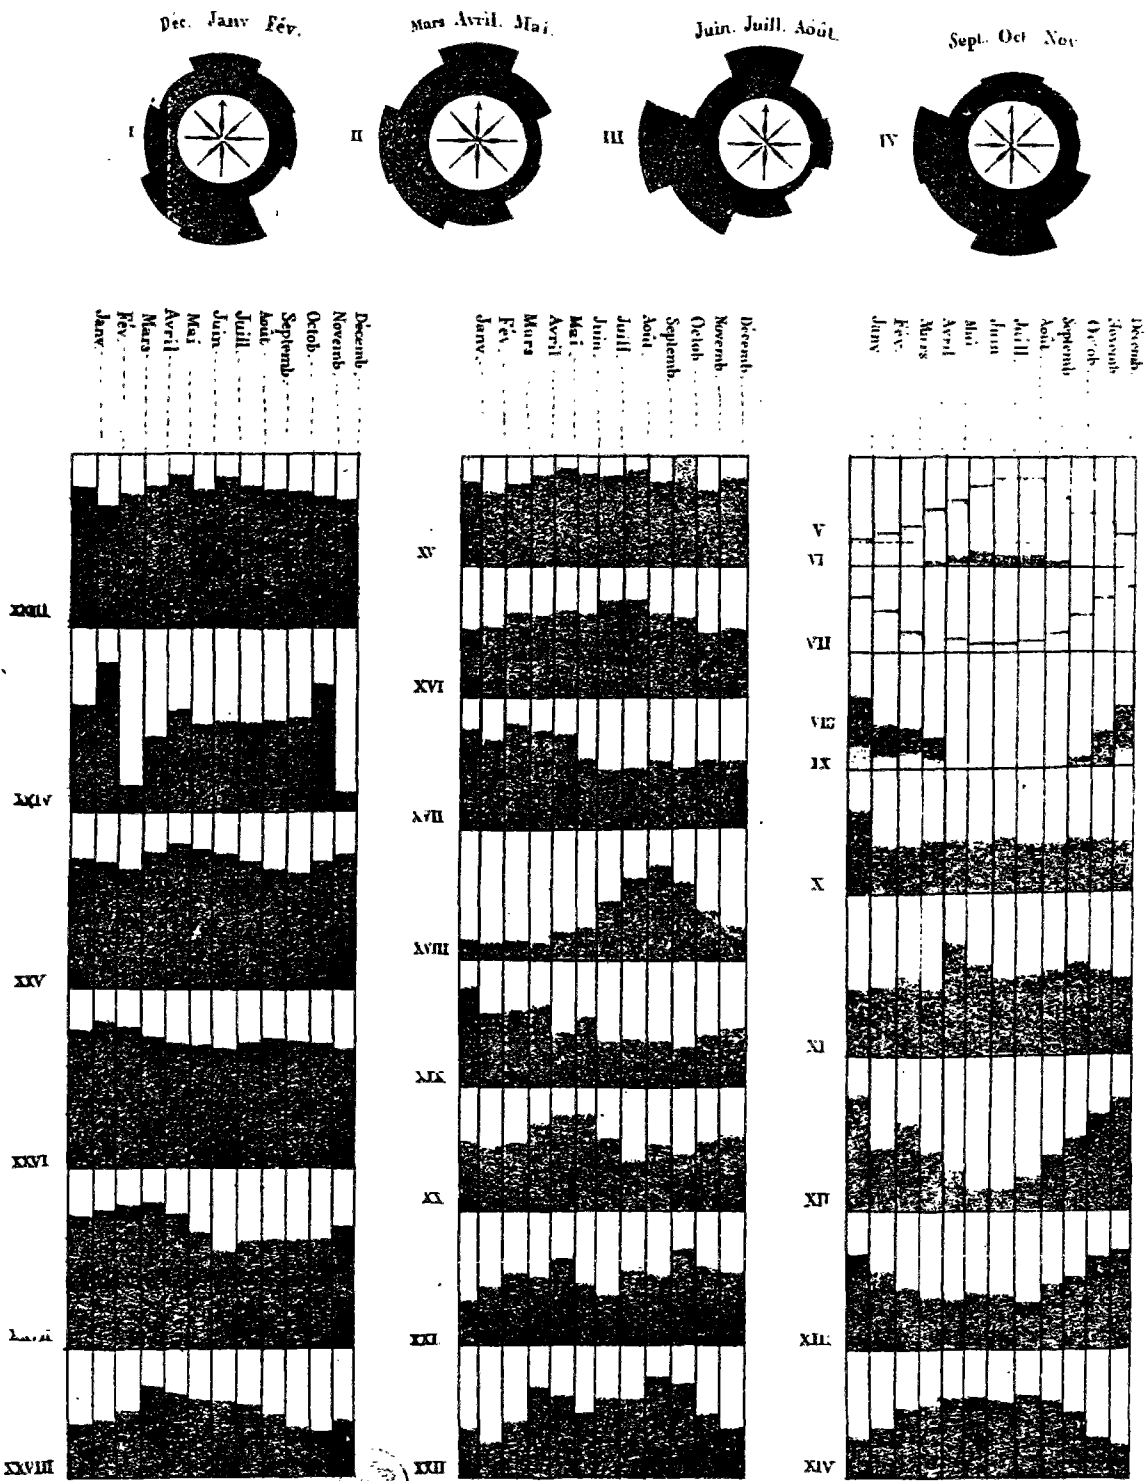 Déc. Janv Fév.
Mars Avril. Mai.
Juin. Juill. Août.
Sept. Oct Nov
I
II
III
IV
Janv.
Fév.
Mars
Avril
Mai
Juin
Juill.
Août.
Septemb.
Octob.
Novemb.
Décemb.
Janv.
Fév.
Mars
Avril
Mai.
Juin.
Juill.
Août
Septemb.
Octob
Novemb.
Décemb.
Janv
Fév.
Mars
Avril
Mai
Juin
Juill.
Août.
Septemb
Octob
Novemb
Décemb.
XXIII
XXIV
XXV
XXVI
XXVIII
XV
XVI
XVII
XVIII
XIX
XX
XXI
XXII
V
VI
VII
IX
X
XI
XII
XIII
XIV